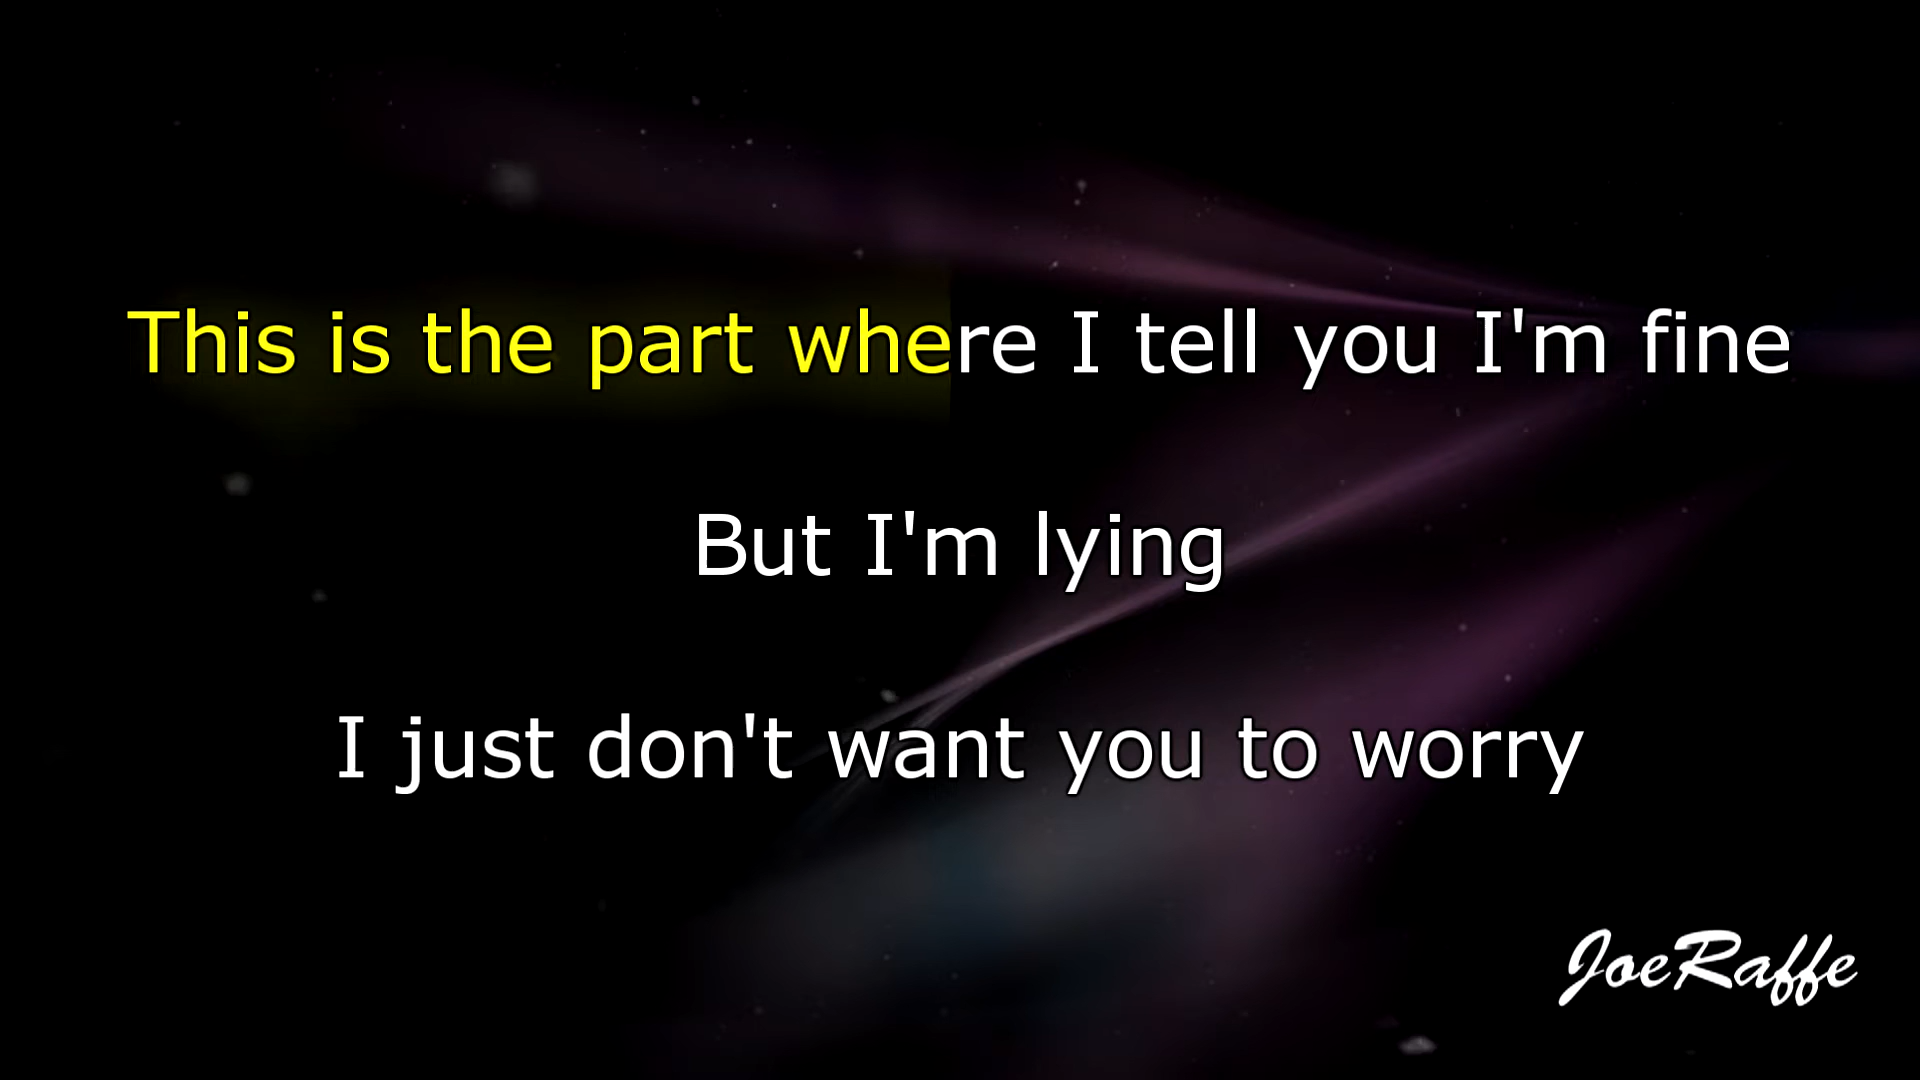 This is the part where I tell you I'm fine
But I'm lying
I just don't want you to worry
JoeRaffe